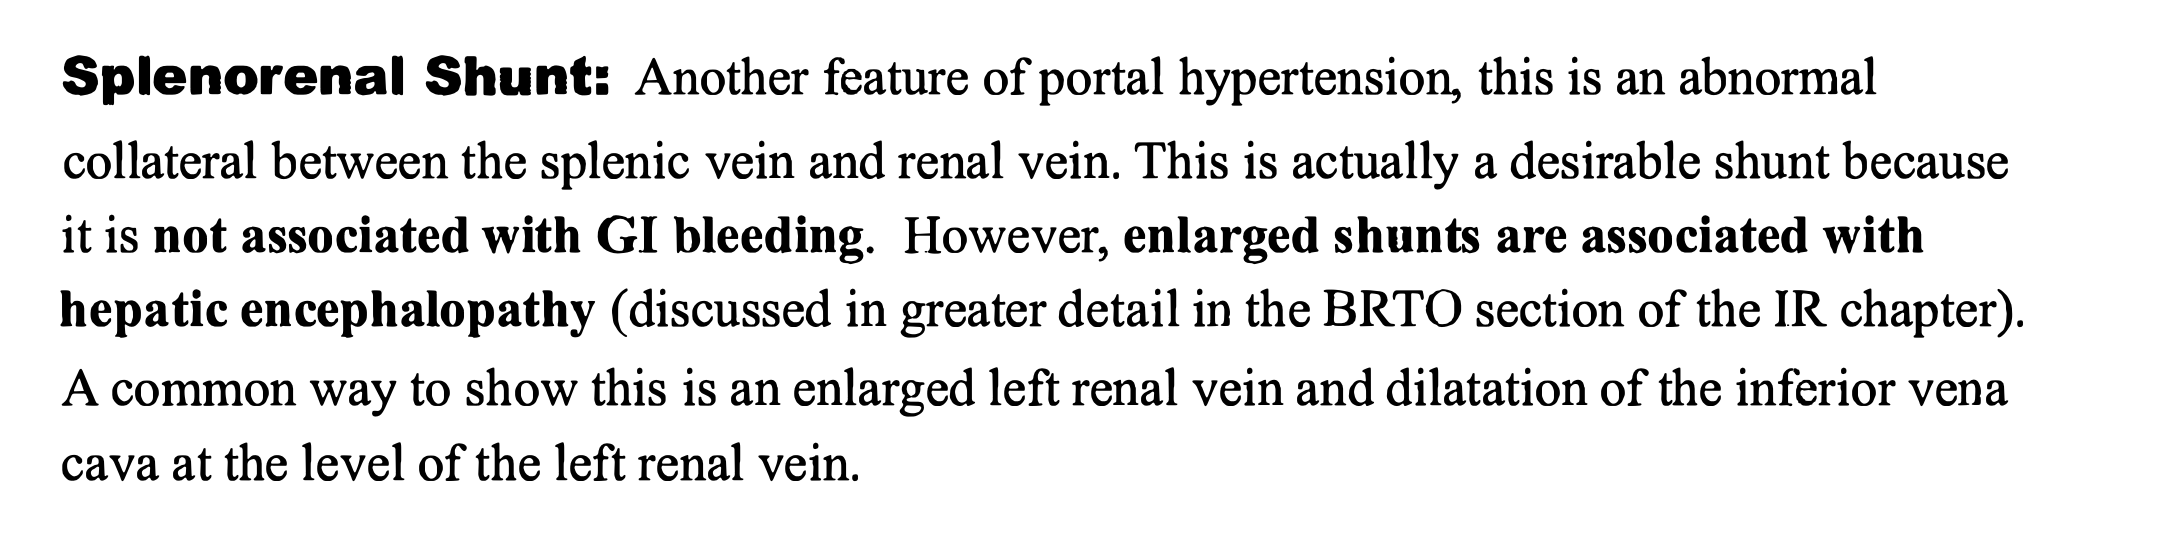 Splenorenal Shunt: Another feature of portal hypertension, this is an abnormal
collateral between the splenic vein and renal vein. This is actually a desirable shunt because
it is not associated with GI bleeding. However, enlarged shunts are associated with
hepatic encephalopathy (discussed in greater detail in the BRTO section of the IR chapter).
A common way to show this is an enlarged left renal vein and dilatation of the inferior vena
cava at the level of the left renal vein.